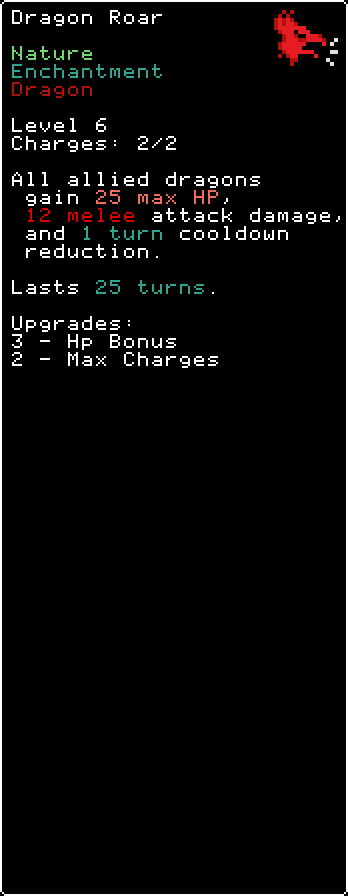 Dragon Roar
Nature
Enchantment
Dragon
Level 6
Charges: 2/2
All allied dragons
gain 25 max HP,
12 melee attack damage,
and 1 turn cooldown
reduction.
Lasts 25 turns.
Upgrades:
3 - Hp Bonus
2 - Max Charges